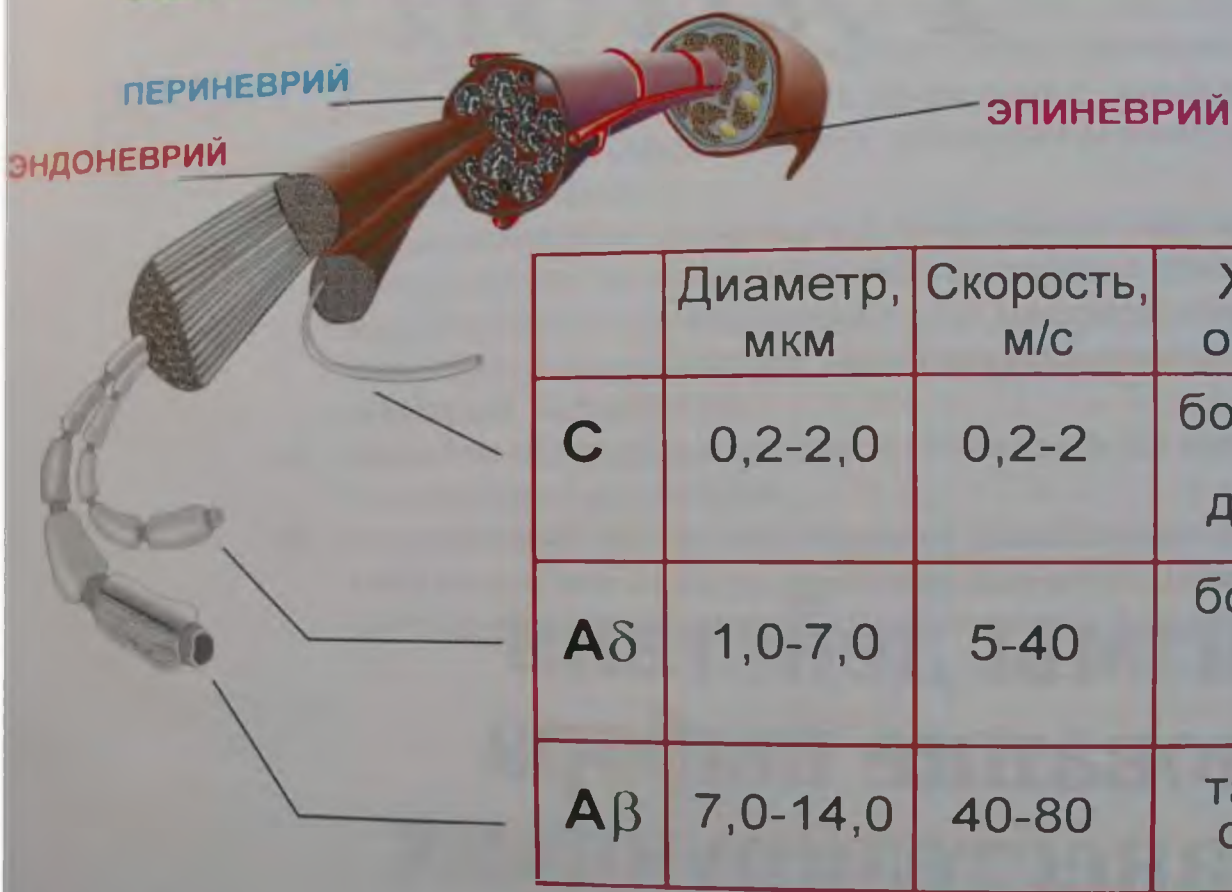 ПЕРИНЕВРИЙ
ЭПИНЕВРИЙ
ЭНДОНЕВРИЙ
Диаметр, мкм
Скорость, м/с
C 0,2-2,0 0,2-2
Aδ 1,0-7,0 5-40
Aβ 7,0-14,0 40-80